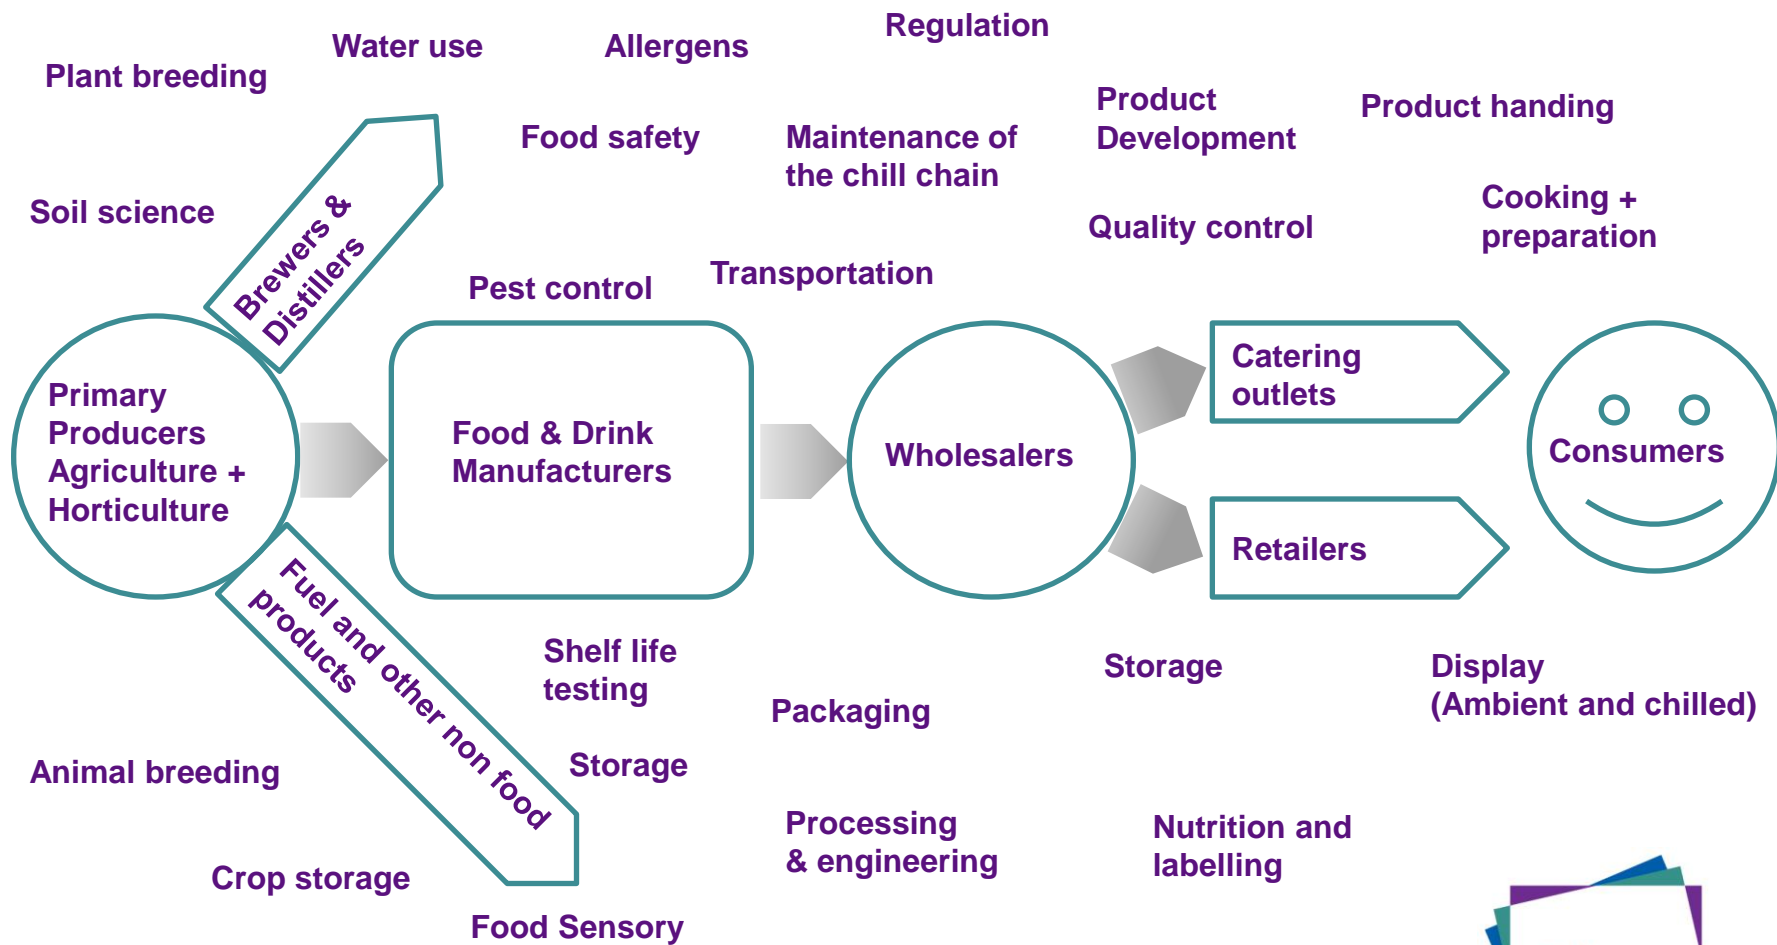 Regulation
Water use
Allergens
Plant breeding
Product
Development
Product handing
Food safety
Maintenance of
the chill chain
Soil science
Brewers &
Distillers
Cooking +
preparation
Quality control
Transportation
Pest control
Primary
Producers
Agriculture +
Horticulture
Food & Drink
Manufacturers
Wholesalers
Catering
outlets
Consumers
Retailers
Fuel and other non food
products
Shelf life
testing
Storage
Display
(Ambient and chilled)
Packaging
Animal breeding
Storage
Processing
& engineering
Nutrition and
labelling
Crop storage
Food Sensory